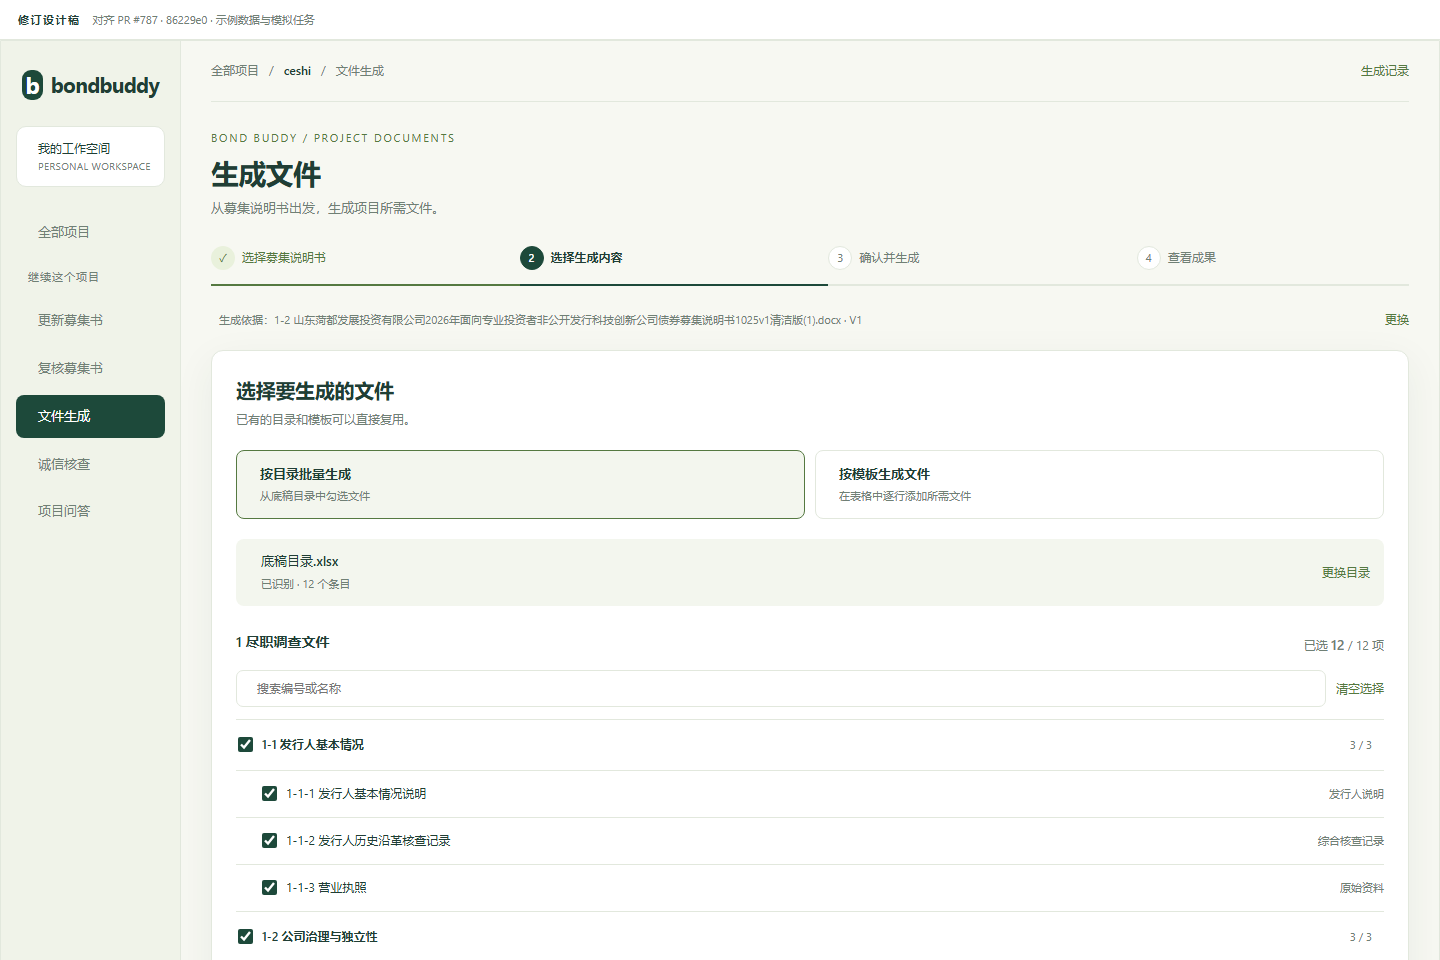 修订设计稿 对齐 PR #787 · 86229e0 · 示例数据与模拟任务
b bondbuddy
我的工作空间
PERSONAL WORKSPACE
全部项目
继续这个项目
更新募集书
复核募集书
文件生成
诚信核查
项目问答
全部项目 / ceshi / 文件生成
生成记录
BOND BUDDY / PROJECT DOCUMENTS
生成文件
从募集说明书出发，生成项目所需文件。
✓ 选择募集说明书
2 选择生成内容
3 确认并生成
4 查看成果
生成依据：1-2 山东菏都发展投资有限公司2026年面向专业投资者非公开发行科技创新公司债券募集说明书1025v1清洁版(1).docx · V1
更换
选择要生成的文件
已有的目录和模板可以直接复用。
按目录批量生成
从底稿目录中勾选文件
按模板生成文件
在表格中逐行添加所需文件
底稿目录.xlsx
已识别 · 12 个条目
更换目录
1 尽职调查文件
已选 12 / 12 项
搜索编号或名称
清空选择
1-1 发行人基本情况
3 / 3
1-1-1 发行人基本情况说明
发行人说明
1-1-2 发行人历史沿革核查记录
综合核查记录
1-1-3 营业执照
原始资料
1-2 公司治理与独立性
3 / 3